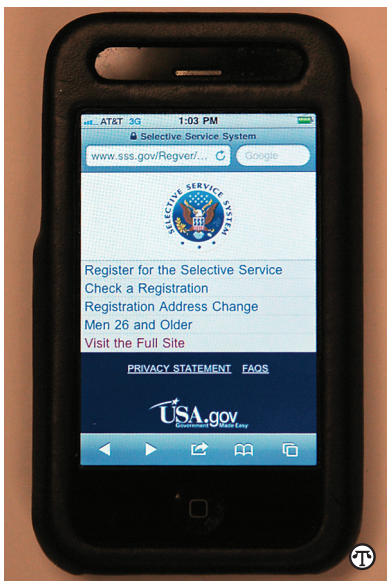 AT&T 3G 1:03 PM
Selective Service System
www.sss.gov/Regver/... Google
SELECTIVE SERVICE SYSTEM
Register for the Selective Service
Check a Registration
Registration Address Change
Men 26 and Older
Visit the Full Site
PRIVACY STATEMENT FAQS
USA.gov
Government Made Easy